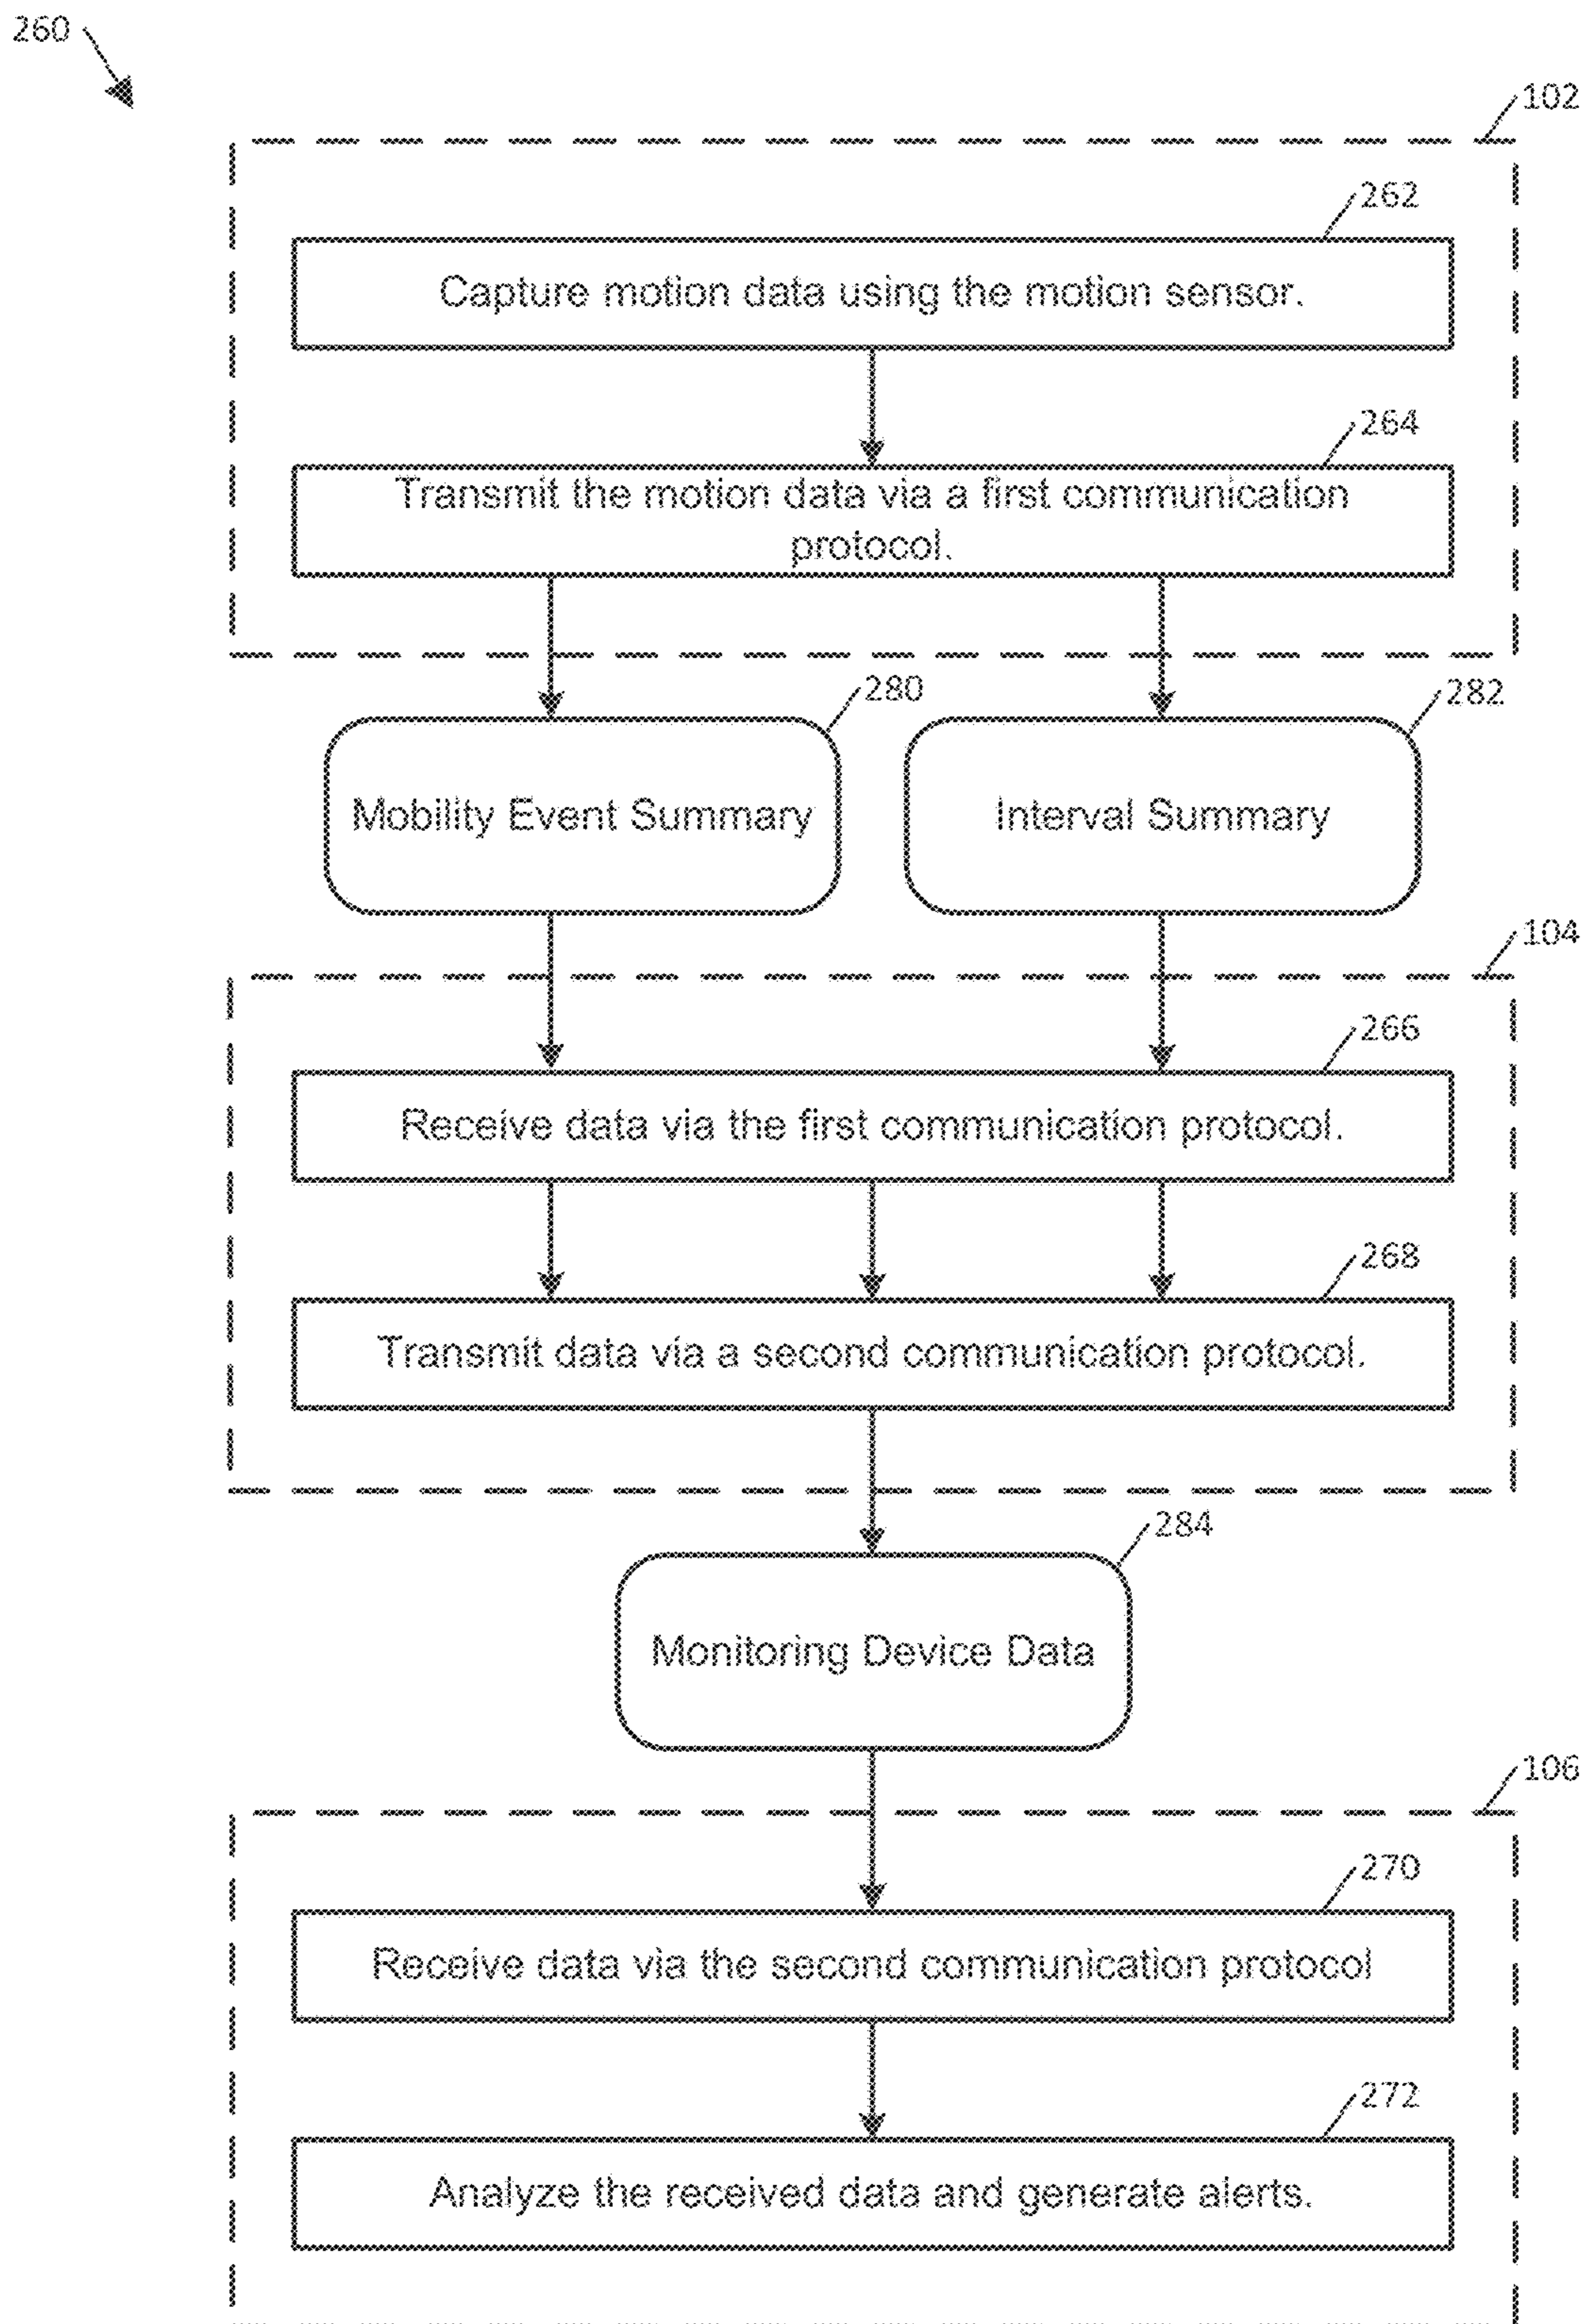 260
102
262
Capture motion data using the motion sensor.
264
Transmit the motion data via a first communication
protocol.
280
282
Mobility Event Summary
Interval Summary
104
266
Receive data via the first communication protocol.
268
Transmit data via a second communication protocol.
284
Monitoring Device Data
106
270
Receive data via the second communication protocol
272
Analyze the received data and generate alerts.